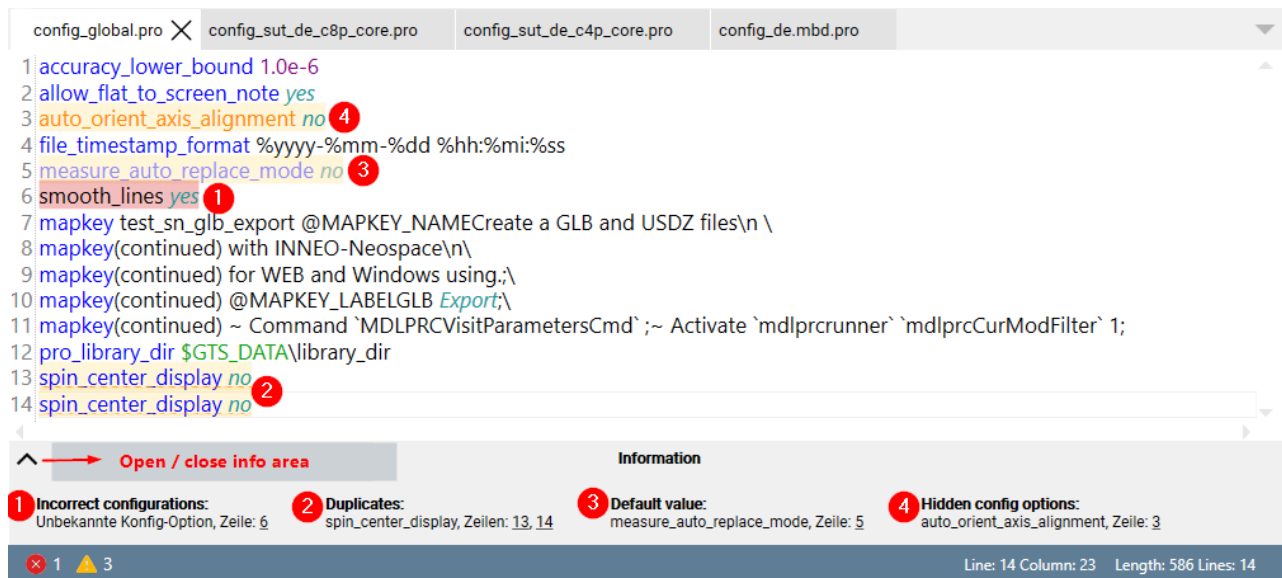 config_global.pro config_sut_de_c8p_core.pro config_sut_de_c4p_core.pro config_de.mbd.pro
1 accuracy_lower_bound 1.0e-6
2 allow_flat_to_screen_note yes
3 auto_orient_axis_alignment no 4
4 file_timestamp_format %yyyy-%mm-%dd %hh:%mi:%ss
5 measure_auto_replace_mode no 3
6 smooth_lines yes 1
7 mapkey test_sn_glb_export @MAPKEY_NAMECreate a GLB and USDZ files\n \
8 mapkey(continued) with INNEO-Neospace\n\
9 mapkey(continued) for WEB and Windows using.;\
10 mapkey(continued) @MAPKEY_LABELGLB Export;\
11 mapkey(continued) ~ Command `MDLPRCVisitParametersCmd` ;~ Activate `mdlprcrunner` `mdlprcCurModFilter` 1;
12 pro_library_dir $GTS_DATA\library_dir
13 spin_center_display no
2
14 spin_center_display no
Open / close info area
Information
1 Incorrect configurations:
Unbekannte Konfig-Option, Zeile: 6
2 Duplicates:
spin_center_display, Zeilen: 13, 14
3 Default value:
measure_auto_replace_mode, Zeile: 5
4 Hidden config options:
auto_orient_axis_alignment, Zeile: 3
1 3
Line: 14 Column: 23 Length: 586 Lines: 14